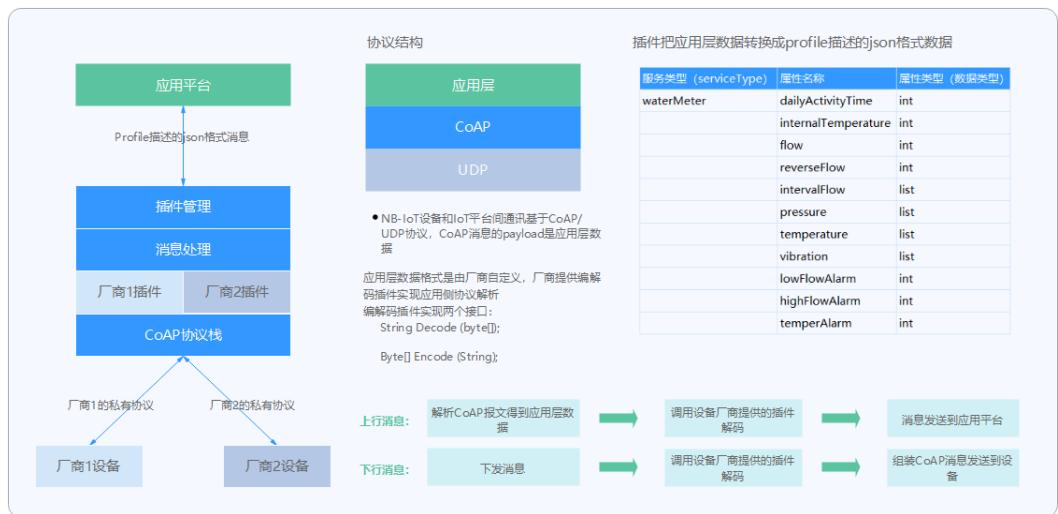 协议结构
插件把应用层数据转换成profile描述的json格式数据
应用平台
Profile描述的json格式消息
插件管理
消息处理
厂商1插件
厂商2插件
CoAP协议栈
厂商1的私有协议
厂商2的私有协议
厂商1设备
厂商2设备
应用层
CoAP
UDP
●NB-IoT设备和IoT平台间通讯基于CoAP/
UDP协议，CoAP消息的payload是应用层数
据
应用层数据格式是由厂商自定义，厂商提供编解
码插件实现应用侧协议解析
编解码插件实现两个接口：
String Decode (byte[]);
Byte[] Encode (String);
服务类型（serviceType） 属性名称 属性类型（数据类型）
waterMeter dailyActivityTime int
internalTemperature int
flow int
reverseFlow int
intervalFlow list
pressure list
temperature list
vibration list
lowFlowAlarm int
highFlowAlarm int
temperAlarm int
上行消息：
解析CoAP报文得到应用层数
据
调用设备厂商提供的插件
解码
消息发送到应用平台
下行消息：
下发消息
调用设备厂商提供的插件
解码
组装CoAP消息发送到设
备